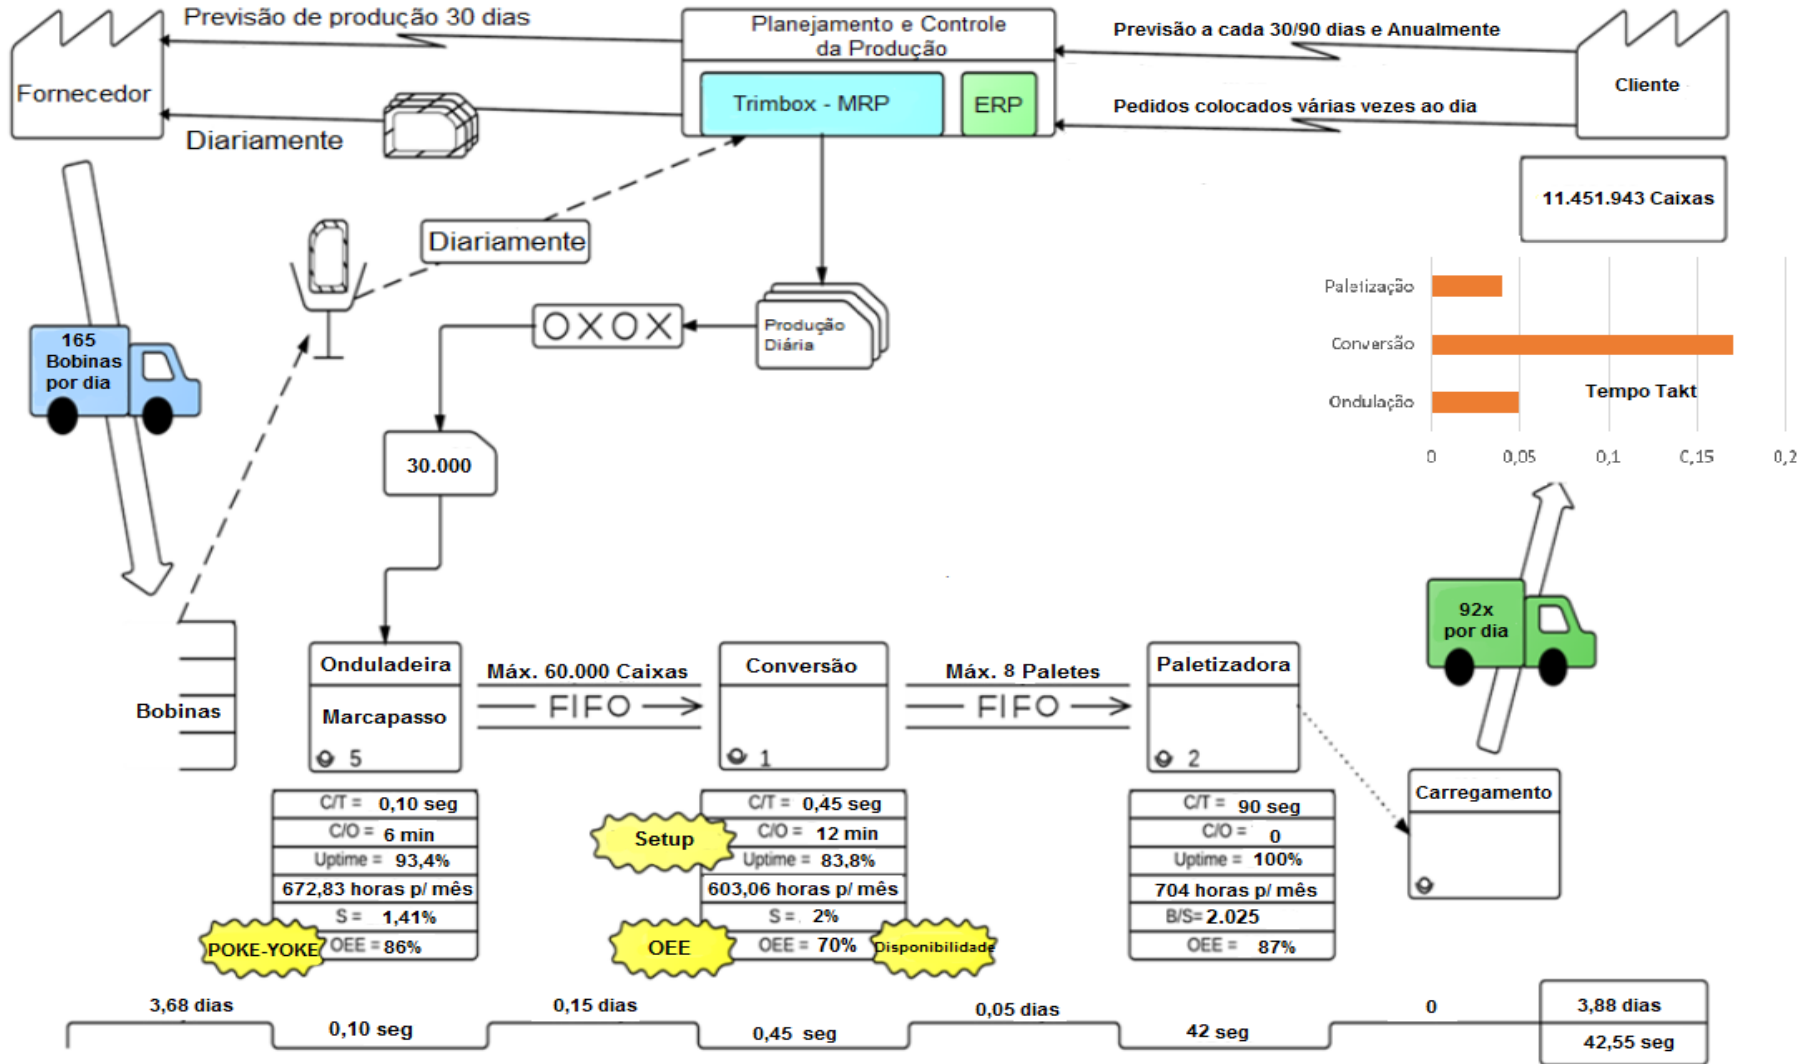 Previsão de produção 30 dias
Planejamento e Controle
da Produção
Previsão a cada 30/90 dias e Anualmente
Fornecedor
Trimbox - MRP
ERP
Cliente
Pedidos colocados várias vezes ao dia
Diariamente
11.451.943 Caixas
Diariamente
Paletização
Conversão
Ondulação
Tempo Takt
0
0,05
0,1
0,15
0,2
165
Bobinas
por dia
OXOX
Produção
Diária
30.000
92x
por dia
Bobinas
Onduladeira
Marcapasso
5
Máx. 60.000 Caixas
FIFO
Conversão
1
Máx. 8 Paletes
FIFO
Paletizadora
2
Carregamento
C/T = 0,10 seg
C/O = 6 min
Uptime = 93,4%
672,83 horas p/ mês
S = 1,41%
OEE = 86%
POKE-YOKE
C/T = 0,45 seg
C/O = 12 min
Uptime = 83,8%
603,06 horas p/ mês
S = 2%
OEE = 70%
Setup
OEE
Disponibilidade
C/T = 90 seg
C/O = 0
Uptime = 100%
704 horas p/ mês
B/S= 2.025
OEE = 87%
3,68 dias
0,10 seg
0,15 dias
0,45 seg
0,05 dias
42 seg
0
3,88 dias
42,55 seg